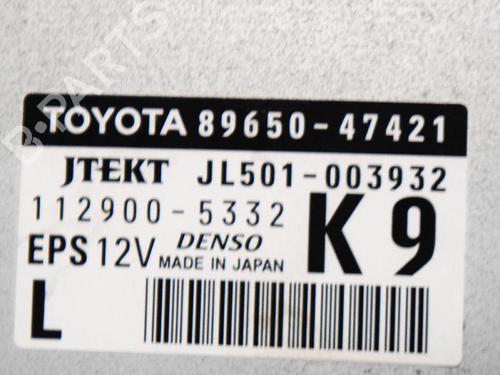 B-PARTS
TOYOTA 89650-47421
JTEKT JL501-003932
112900-5332 K9
EPS 12V DENSO
MADE IN JAPAN
L